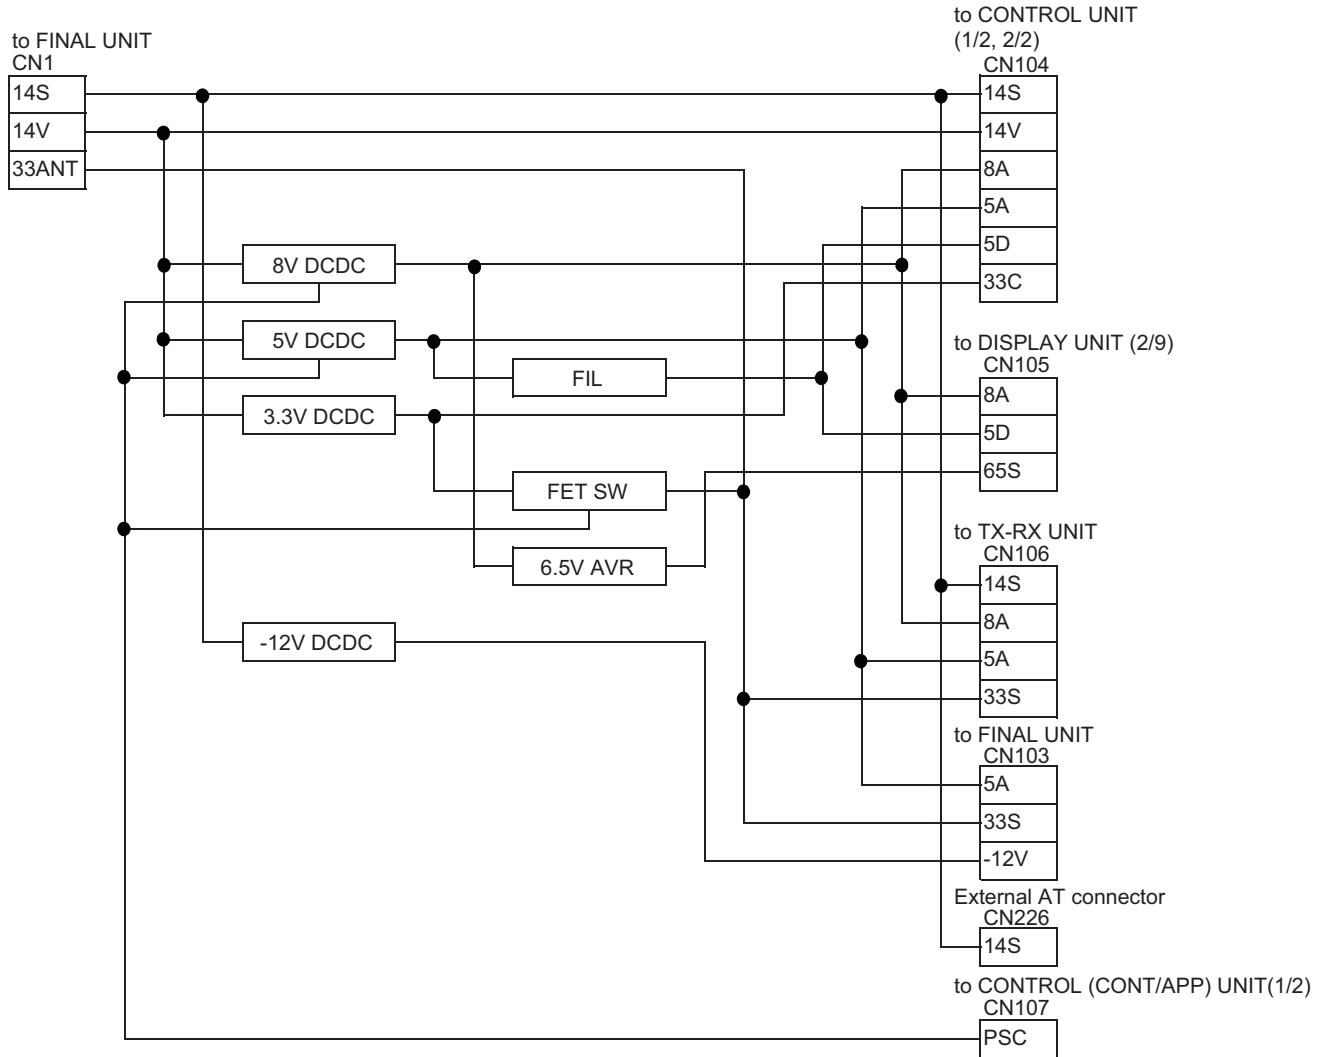 to FINAL UNIT
CN1
14S
14V
33ANT
8V DCDC
5V DCDC
FIL
3.3V DCDC
FET SW
6.5V AVR
-12V DCDC
to CONTROL UNIT
(1/2, 2/2)
CN104
14S
14V
8A
5A
5D
33C
to DISPLAY UNIT (2/9)
CN105
8A
5D
65S
to TX-RX UNIT
CN106
14S
8A
5A
33S
to FINAL UNIT
CN103
5A
33S
-12V
External AT connector
CN226
14S
to CONTROL (CONT/APP) UNIT(1/2)
CN107
PSC